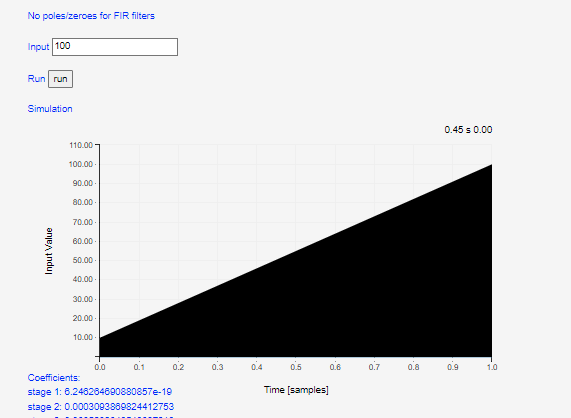 No poles/zeroes for FIR filters
Input 100
Run run
Simulation
0.45 s 0.00
110.00
100.00
90.00
80.00
70.00
60.00
50.00
40.00
30.00
20.00
10.00
Input Value
0.0 0.1 0.2 0.3 0.4 0.5 0.6 0.7 0.8 0.9 1.0
Time [samples]
Coefficients:
stage 1: 6.246264690880857e-19
stage 2: 0.0003093869824412753